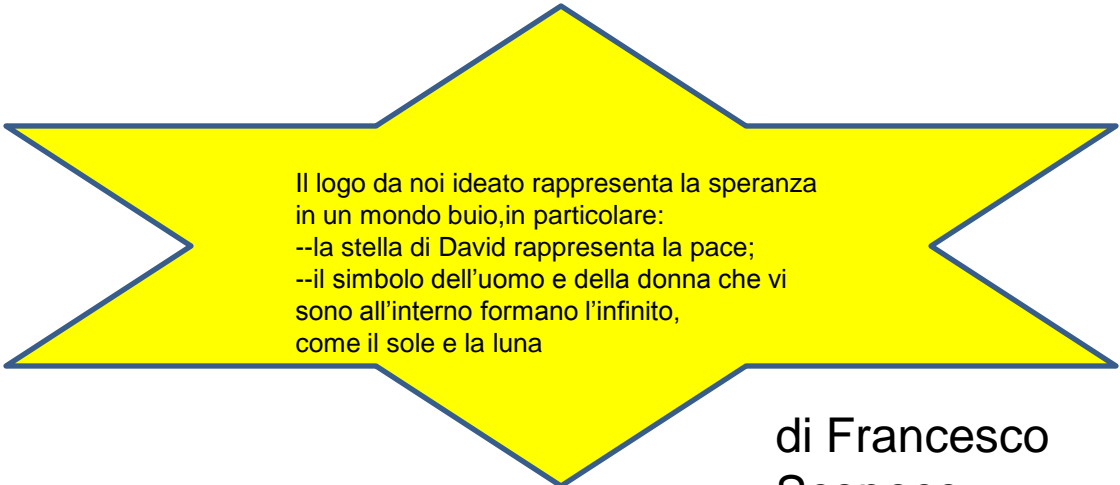 Il logo da noi ideato rappresenta la speranza
in un mondo buio,in particolare:
--la stella di David rappresenta la pace;
--il simbolo dell’uomo e della donna che vi
sono all’interno formano l’infinito,
come il sole e la luna
di Francesco